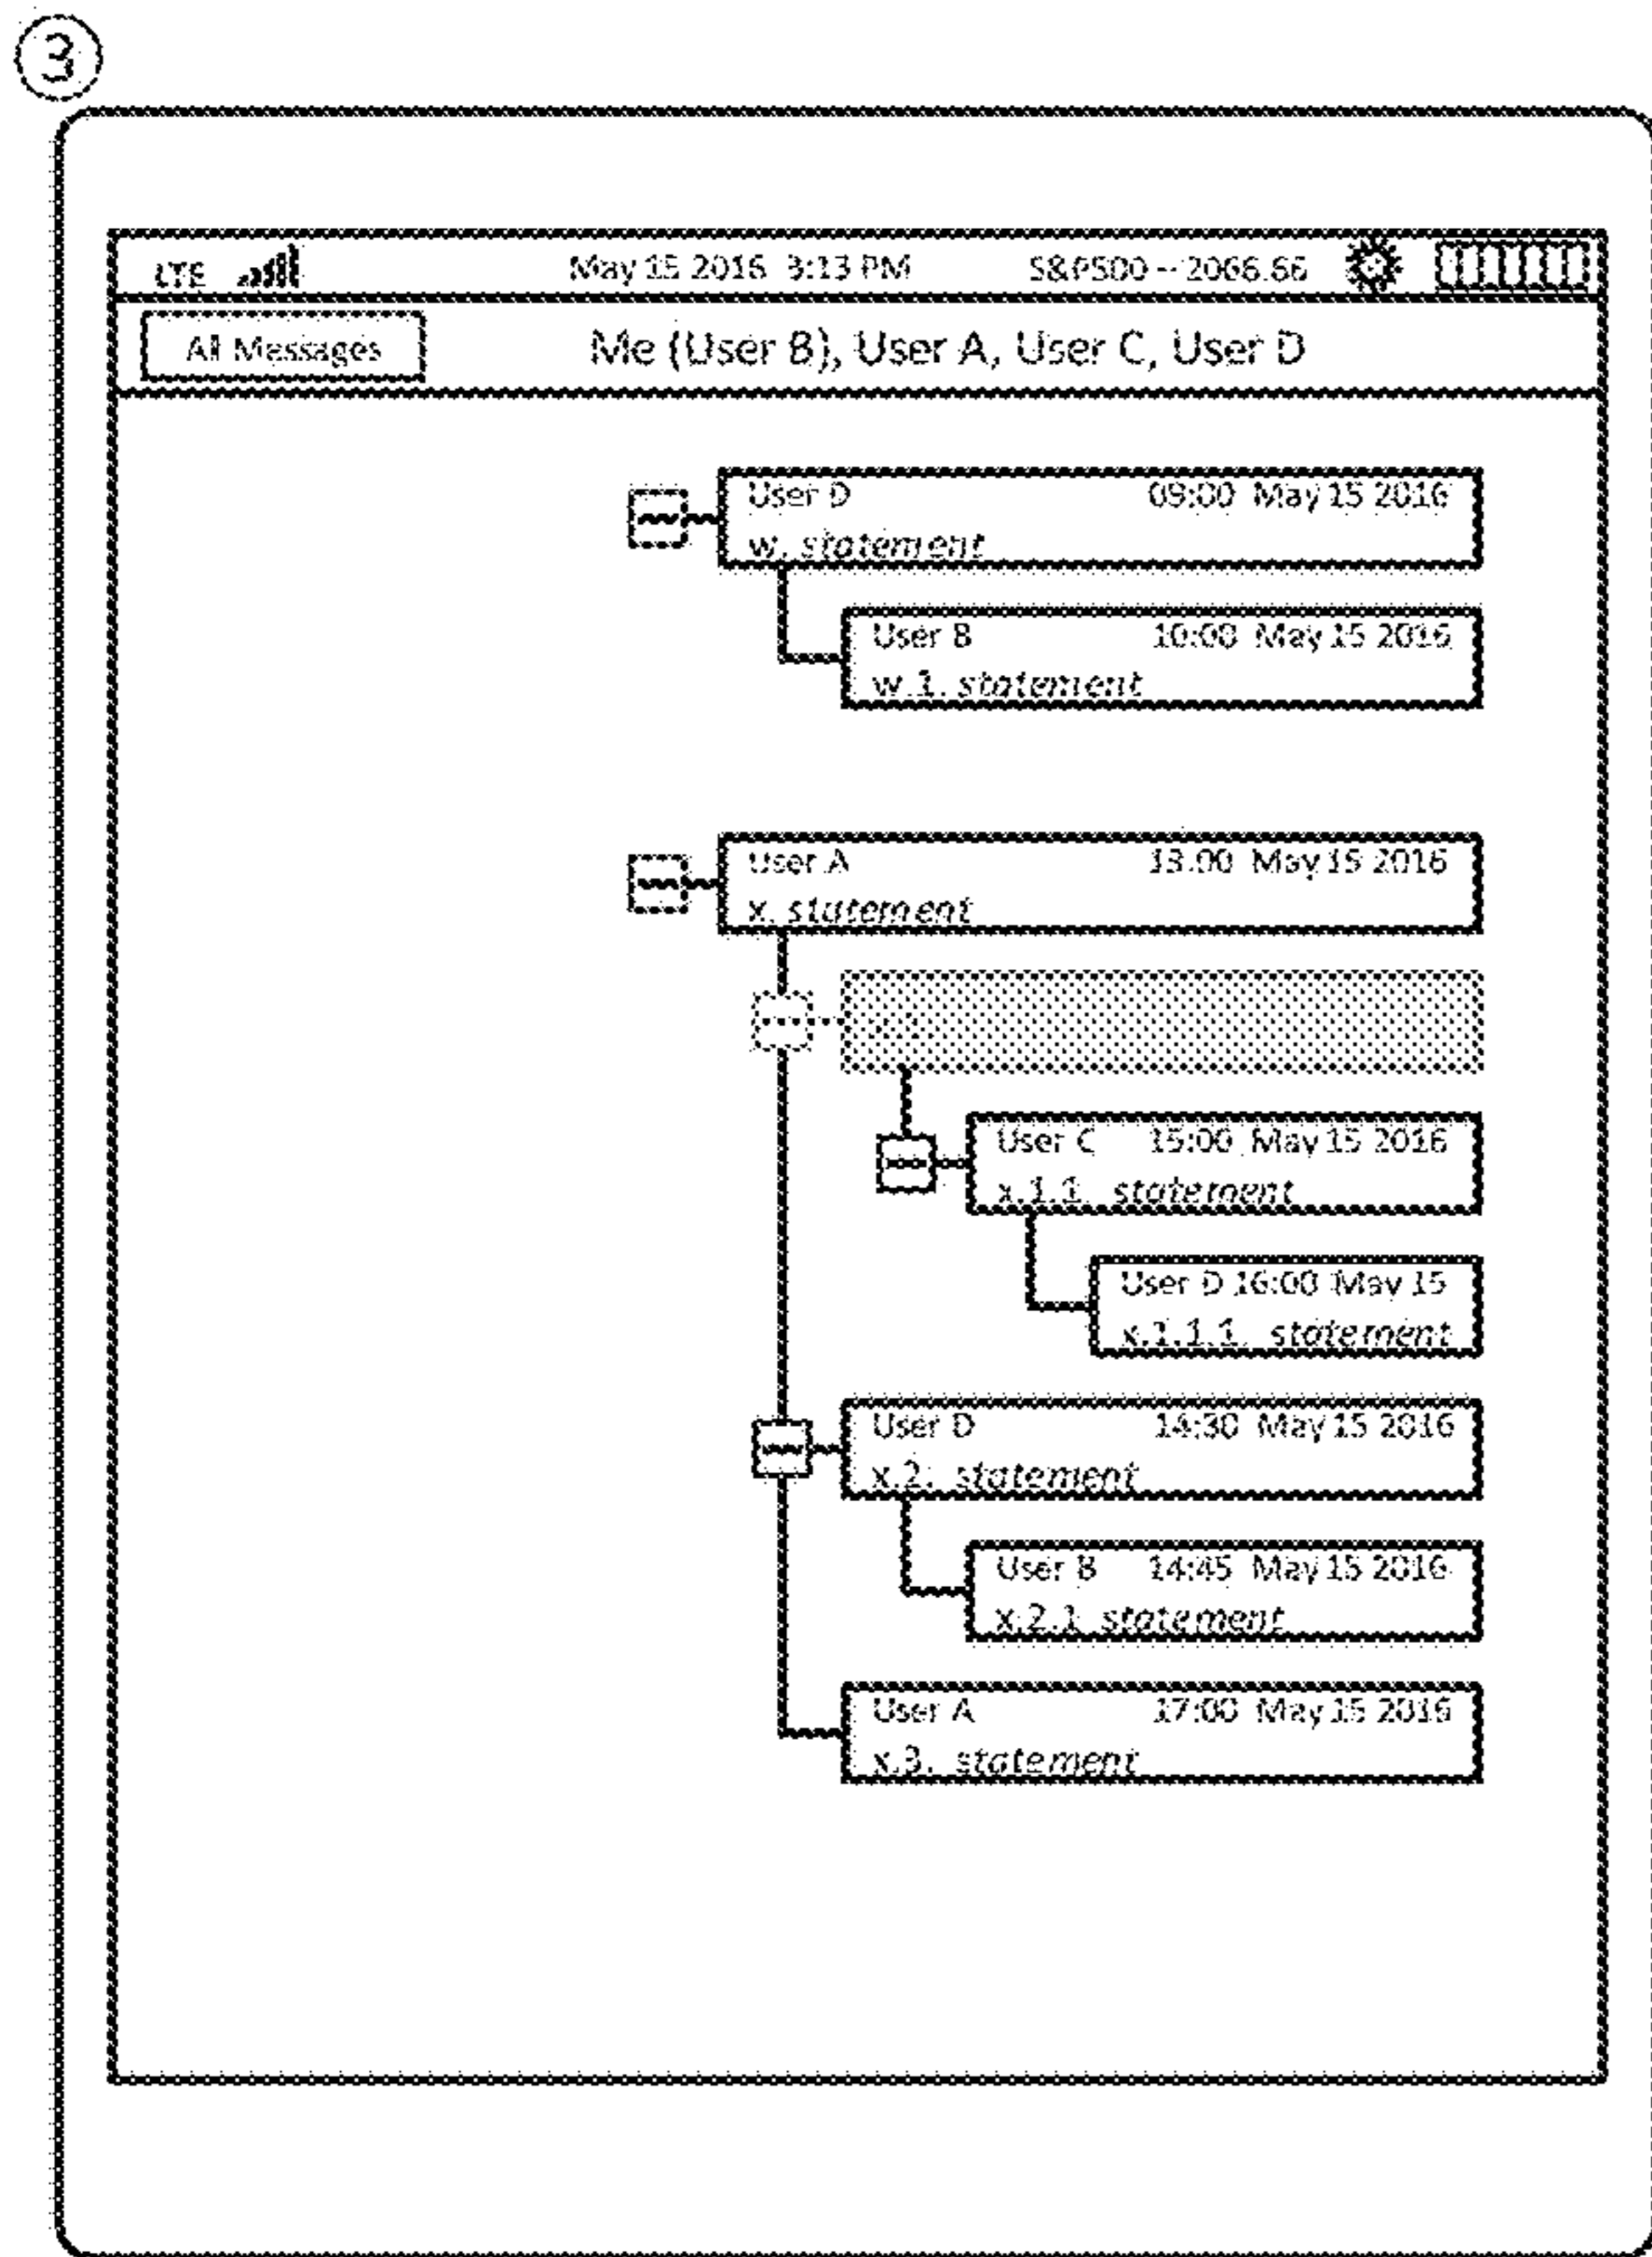 3
LTE May 15 2016 3:13 PM S&P500 -- 2066.66
All Messages Me (User B), User A, User C, User D
User D 09:00 May 15 2016
w. statement
User B 10:00 May 15 2016
w.1. statement
User A 13:00 May 15 2016
x. statement
User C 15:00 May 15 2016
x.1.1. statement
User D 16:00 May 15
x.1.1.1. statement
User D 14:30 May 15 2016
x.2. statement
User B 14:45 May 15 2016
x.2.1 statement
User A 17:00 May 15 2016
x.3. statement